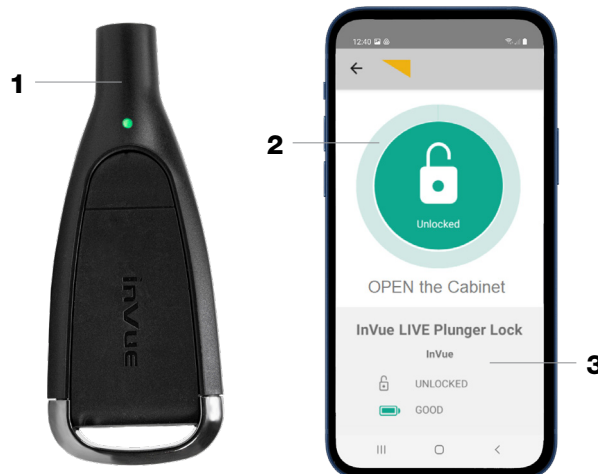 1
inVue
2
3
12:40
Unlocked
OPEN the Cabinet
InVue LIVE Plunger Lock
InVue
UNLOCKED
GOOD